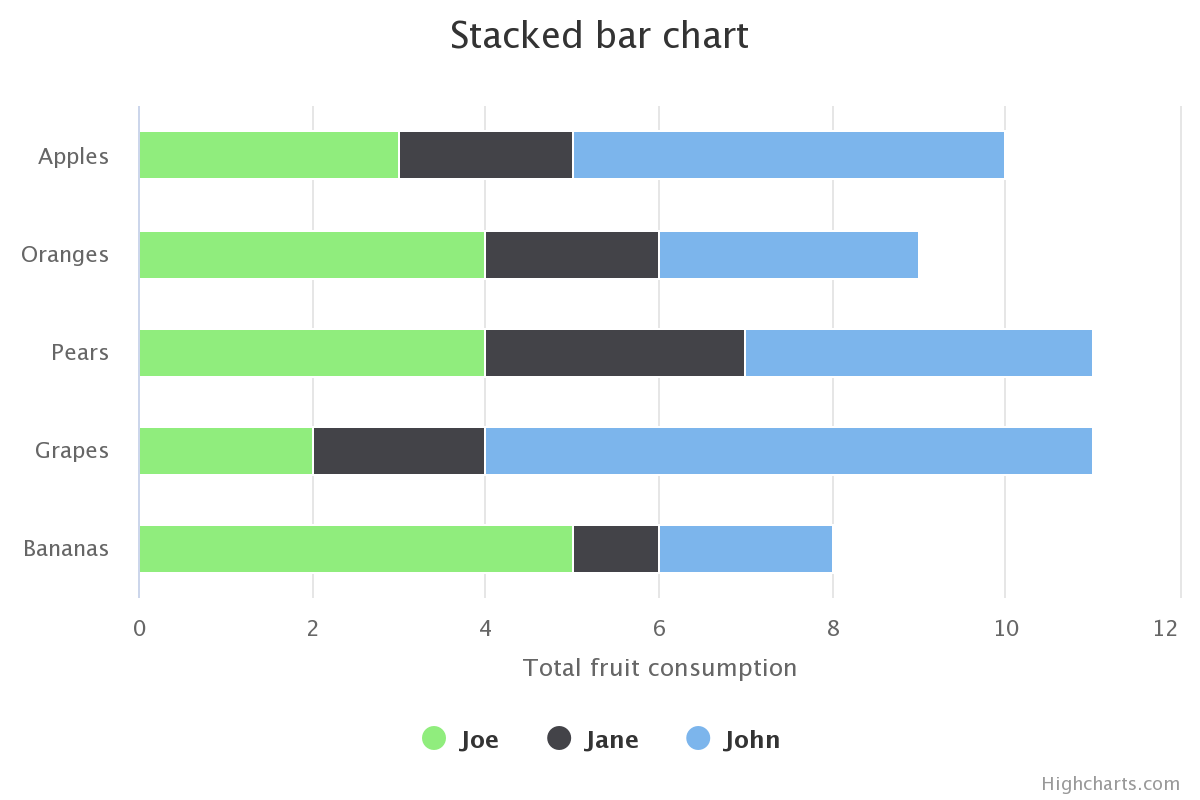 Stacked bar chart
Apples
Oranges
Pears
Grapes
Bananas
0 2 4 6 8 10 12
Total fruit consumption
Joe Jane John
Highcharts.com